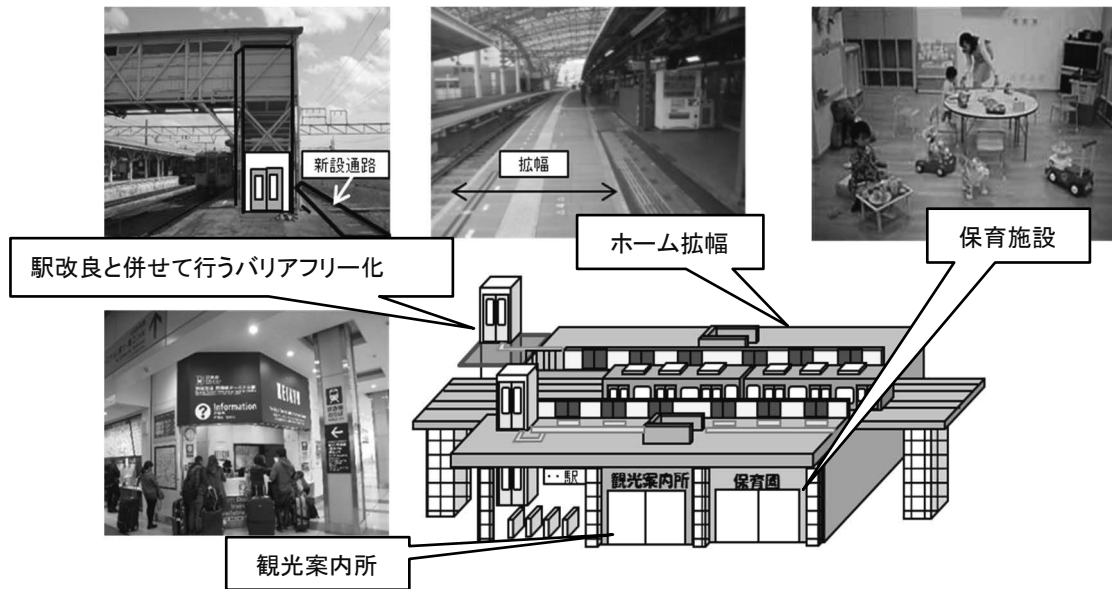 新設通路
拡幅
ホーム拡幅
保育施設
駅改良と併せて行うバリアフリー化
KEIKYU
?
Information
‥駅
観光案内所
保育園
観光案内所